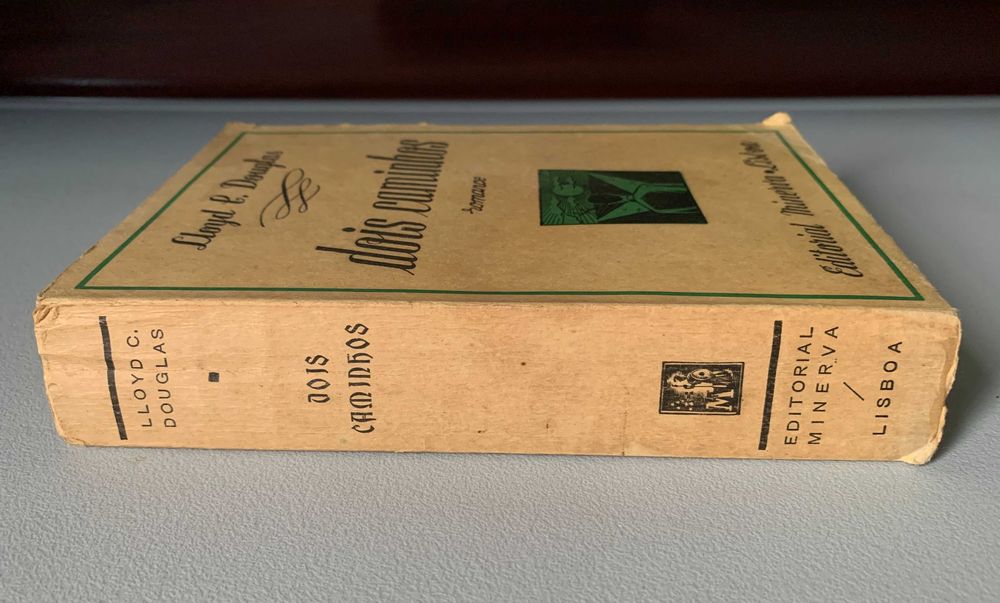 Lloyd C. Douglas
dois caminhos
romance
Editorial Minerva • Lisboa
LLOYD C.
DOUGLAS
DOIS
CAMINHOS
M
EDITORIAL
MINERVA
/
LISBOA